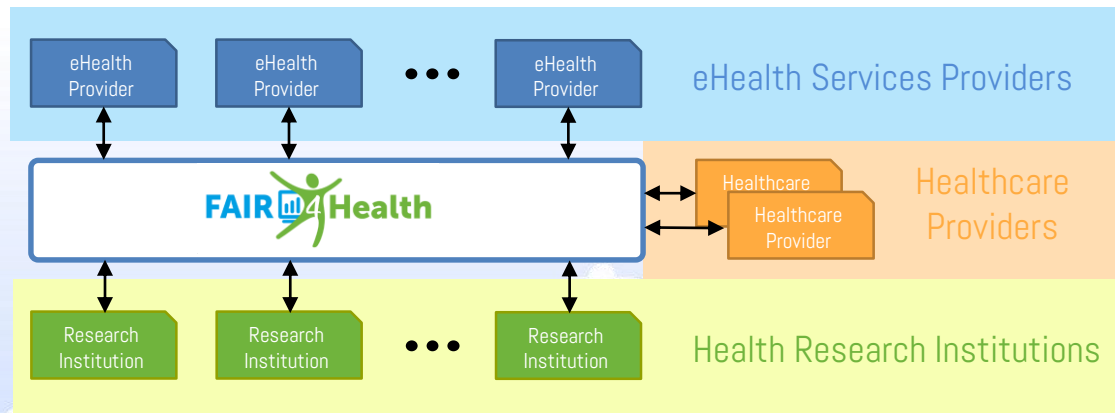 eHealth
Provider
eHealth
Provider
eHealth
Provider
eHealth Services Providers
FAIR4Health
Healthcare
Healthcare
Provider
Healthcare
Providers
Research
Institution
Research
Institution
Research
Institution
Health Research Institutions